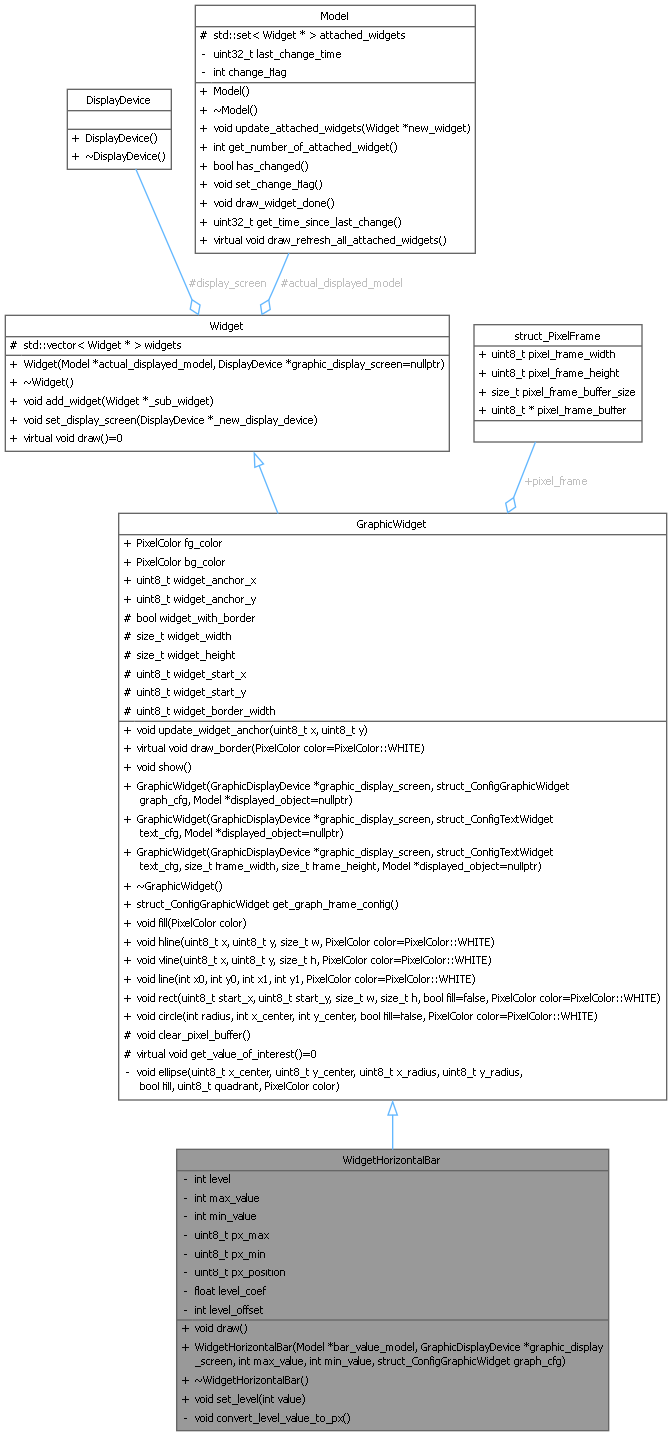 Model
# std::set< Widget * > attached_widgets
- uint32_t last_change_time
- int change_flag
+ Model()
+ ~Model()
+ void update_attached_widgets(Widget *new_widget)
+ int get_number_of_attached_widget()
+ bool has_changed()
+ void set_change_flag()
+ void draw_widget_done()
+ uint32_t get_time_since_last_change()
+ virtual void draw_refresh_all_attached_widgets()
DisplayDevice
+ DisplayDevice()
+ ~DisplayDevice()
#display_screen
#actual_displayed_model
Widget
# std::vector< Widget * > widgets
+ Widget(Model *actual_displayed_model, DisplayDevice *graphic_display_screen=nullptr)
+ ~Widget()
+ void add_widget(Widget *_sub_widget)
+ void set_display_screen(DisplayDevice *_new_display_device)
+ virtual void draw()=0
struct_PixelFrame
+ uint8_t pixel_frame_width
+ uint8_t pixel_frame_height
+ size_t pixel_frame_buffer_size
+ uint8_t * pixel_frame_buffer
+pixel_frame
GraphicWidget
+ PixelColor fg_color
+ PixelColor bg_color
+ uint8_t widget_anchor_x
+ uint8_t widget_anchor_y
# bool widget_with_border
# size_t widget_width
# size_t widget_height
# uint8_t widget_start_x
# uint8_t widget_start_y
# uint8_t widget_border_width
+ void update_widget_anchor(uint8_t x, uint8_t y)
+ virtual void draw_border(PixelColor color=PixelColor::WHITE)
+ void show()
+ GraphicWidget(GraphicDisplayDevice *graphic_display_screen, struct_ConfigGraphicWidget
graph_cfg, Model *displayed_object=nullptr)
+ GraphicWidget(GraphicDisplayDevice *graphic_display_screen, struct_ConfigTextWidget
text_cfg, Model *displayed_object=nullptr)
+ GraphicWidget(GraphicDisplayDevice *graphic_display_screen, struct_ConfigTextWidget
text_cfg, size_t frame_width, size_t frame_height, Model *displayed_object=nullptr)
+ ~GraphicWidget()
+ struct_ConfigGraphicWidget get_graph_frame_config()
+ void fill(PixelColor color)
+ void hline(uint8_t x, uint8_t y, size_t w, PixelColor color=PixelColor::WHITE)
+ void vline(uint8_t x, uint8_t y, size_t h, PixelColor color=PixelColor::WHITE)
+ void line(int x0, int y0, int x1, int y1, PixelColor color=PixelColor::WHITE)
+ void rect(uint8_t start_x, uint8_t start_y, size_t w, size_t h, bool fill=false, PixelColor color=PixelColor::WHITE)
+ void circle(int radius, int x_center, int y_center, bool fill=false, PixelColor color=PixelColor::WHITE)
# void clear_pixel_buffer()
# virtual void get_value_of_interest()=0
- void ellipse(uint8_t x_center, uint8_t y_center, uint8_t x_radius, uint8_t y_radius,
bool fill, uint8_t quadrant, PixelColor color)
WidgetHorizontalBar
- int level
- int max_value
- int min_value
- uint8_t px_max
- uint8_t px_min
- uint8_t px_position
- float level_coef
- int level_offset
+ void draw()
+ WidgetHorizontalBar(Model *bar_value_model, GraphicDisplayDevice *graphic_display
_screen, int max_value, int min_value, struct_ConfigGraphicWidget graph_cfg)
+ ~WidgetHorizontalBar()
+ void set_level(int value)
- void convert_level_value_to_px()